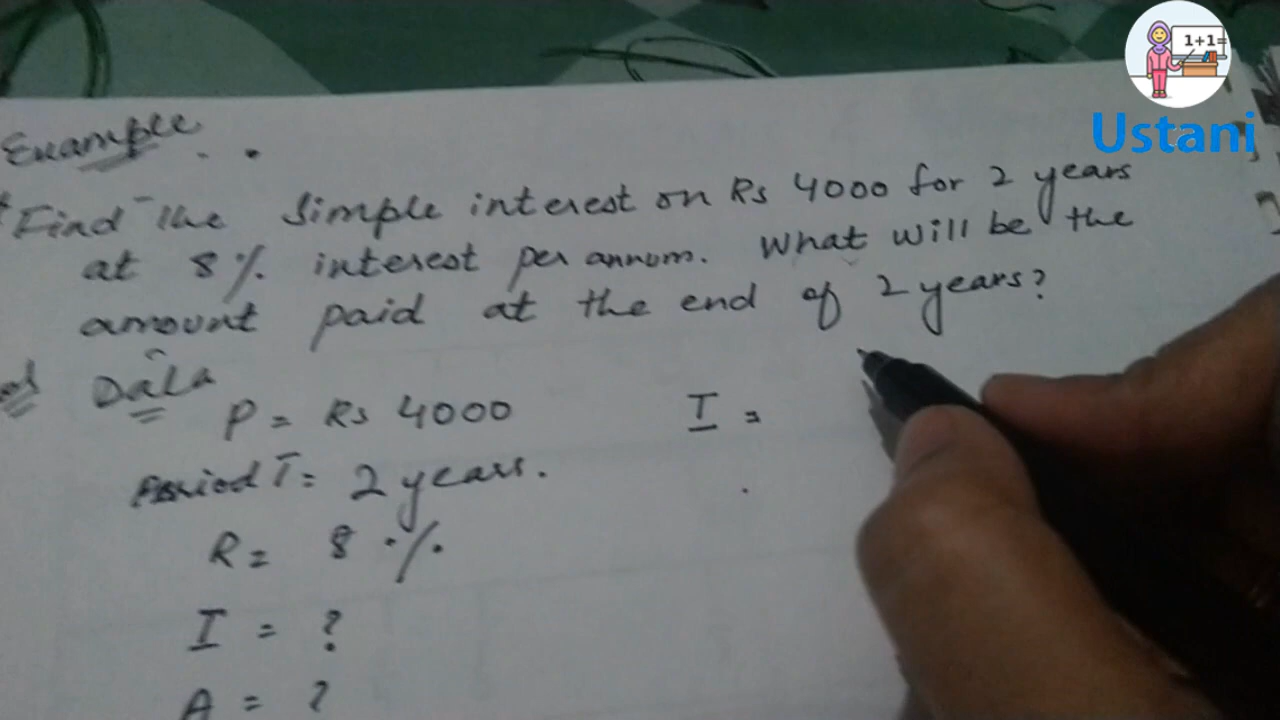 1+1=
Ustani
Example
Find the Simple interest on Rs 4000 for 2 years
at 8% interest per annum. What will be the
amount paid at the end of 2 years?
Data
P = Rs 4000
I =
Period T = 2 years.
R = 8 %
I = ?
A = ?